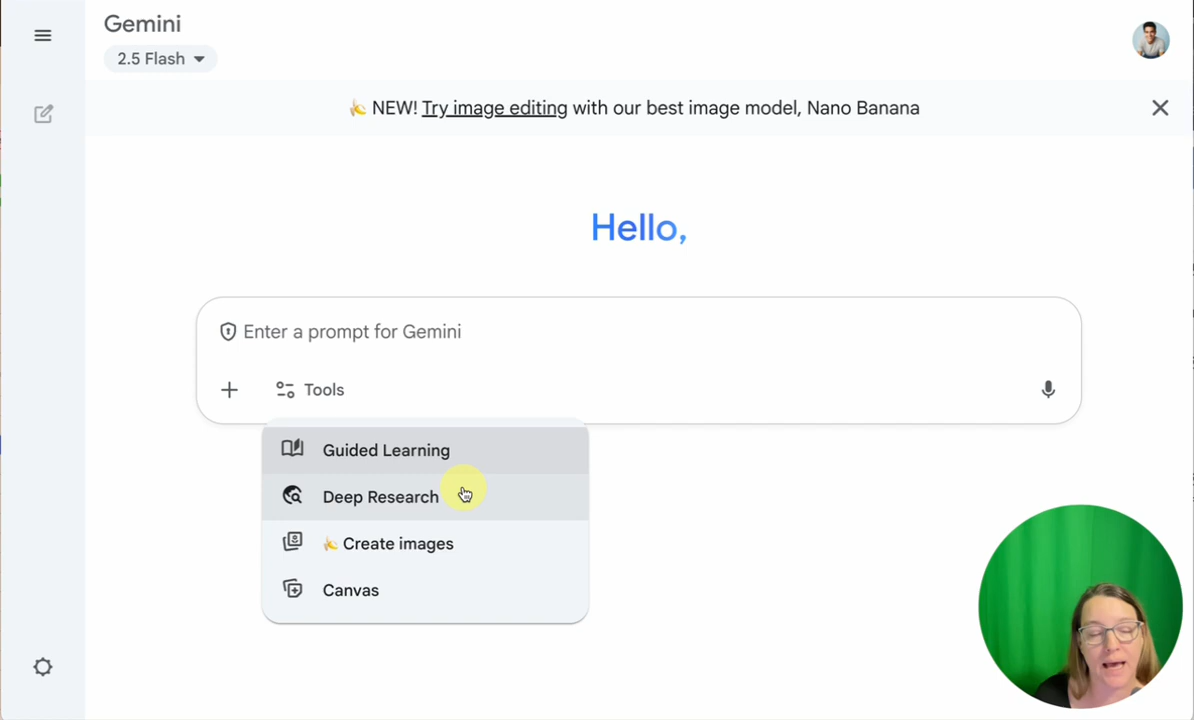 Gemini
2.5 Flash
NEW! Try image editing with our best image model, Nano Banana
Hello,
Enter a prompt for Gemini
Tools
Guided Learning
Deep Research
Create images
Canvas